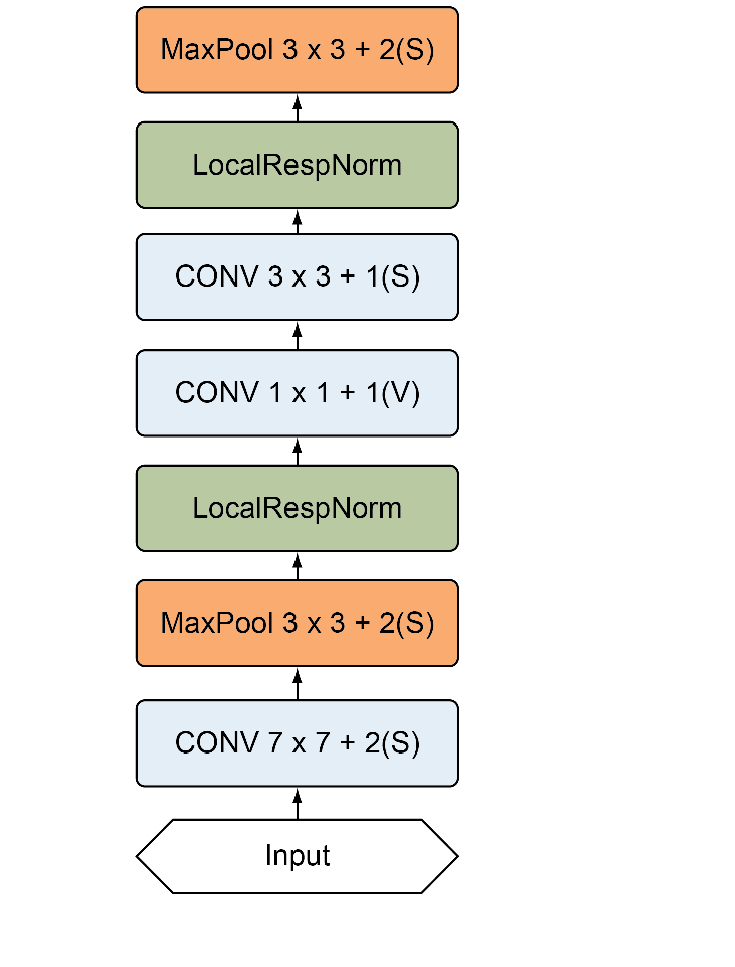 MaxPool 3 x 3 + 2(S)
LocalRespNorm
CONV 3 x 3 + 1(S)
CONV 1 x 1 + 1(V)
LocalRespNorm
MaxPool 3 x 3 + 2(S)
CONV 7 x 7 + 2(S)
Input